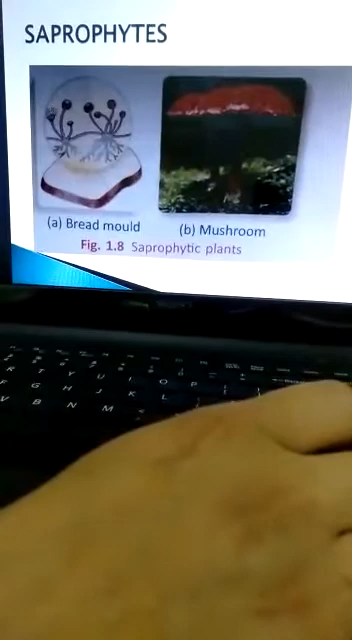 SAPROPHYTES
(a) Bread mould
(b) Mushroom
Fig. 1.8 Saprophytic plants
R T Y U I O P
F G H J K L
V B N M